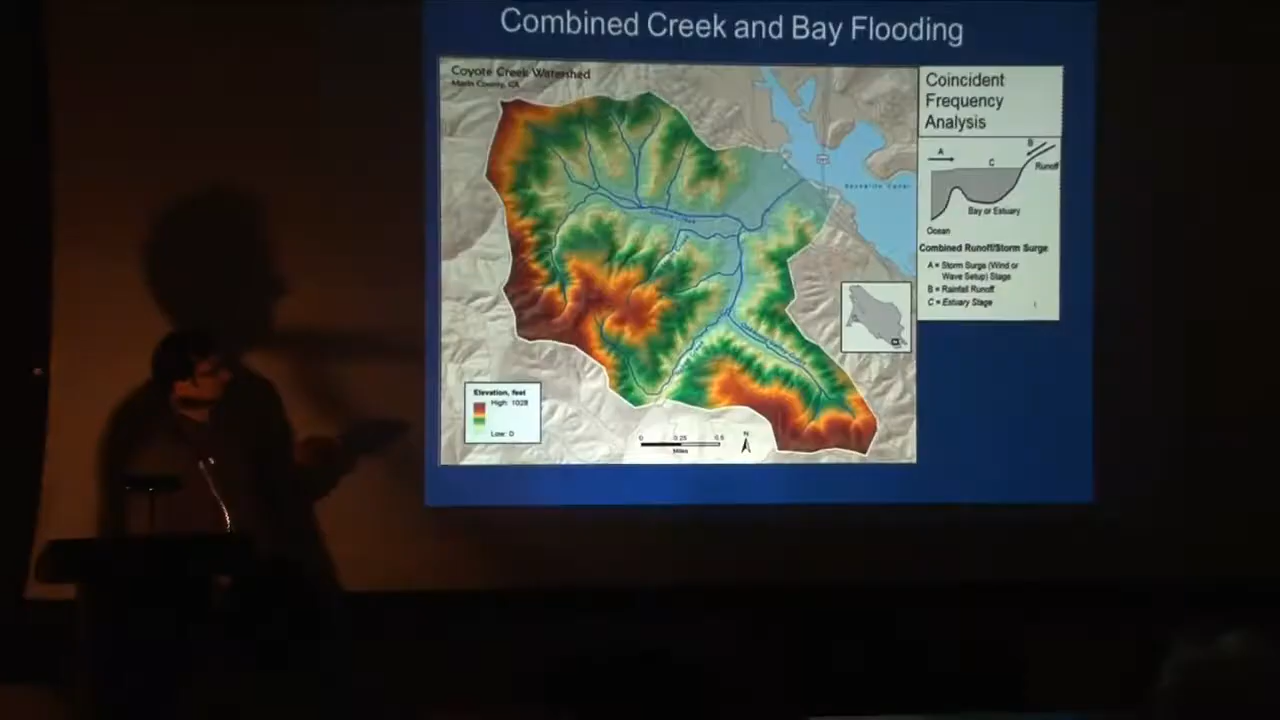 Combined Creek and Bay Flooding
Coyote Creek Watershed
Marin County, CA
Coincident
Frequency
Analysis
A
B
C
Runoff
Bay or Estuary
Ocean
Combined Runoff/Storm Surge
A = Storm Surge (Wind or
Wave Setup) Stage
B = Rainfall Runoff
C = Estuary Stage
Elevation, feet
High: 1028
Low: 0
0 0.25 0.5
Miles
N